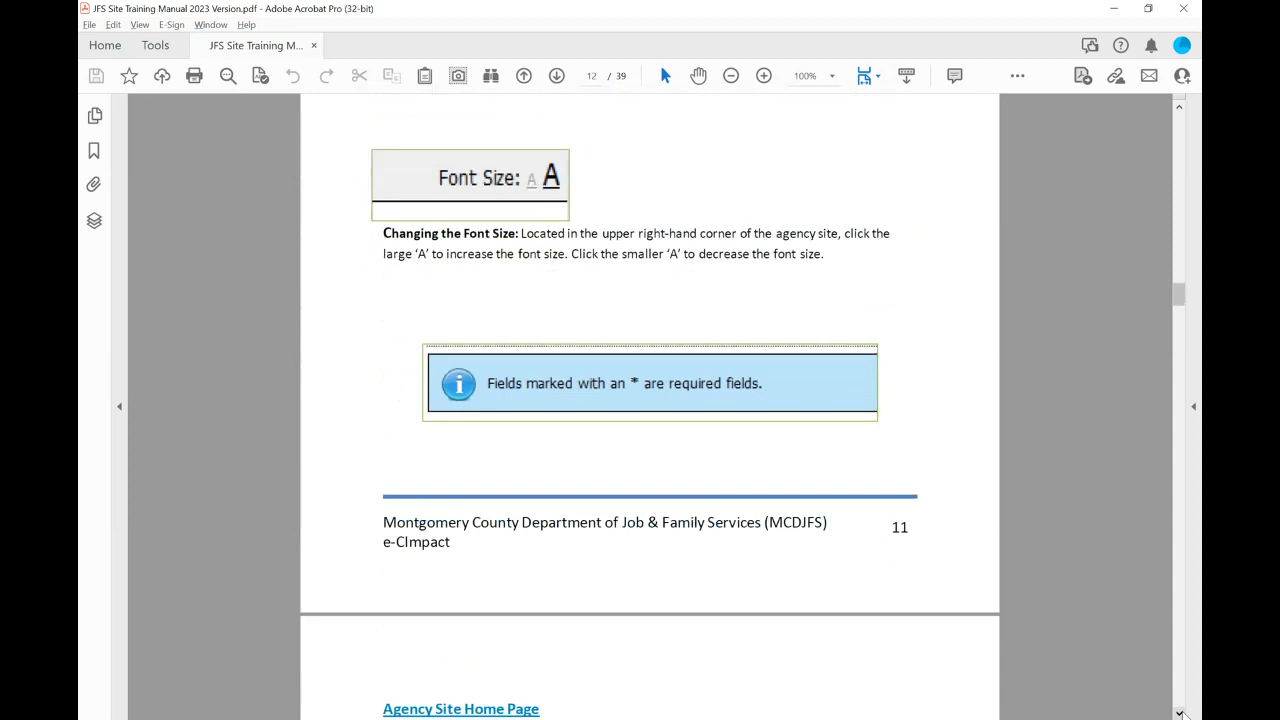 JFS Site Training Manual 2023 Version.pdf - Adobe Acrobat Pro (32-bit)
File Edit View E-Sign Window Help
Home Tools JFS Site Training M... ×
12 / 39 100%
Font Size: A A
Changing the Font Size: Located in the upper right-hand corner of the agency site, click the
large ‘A’ to increase the font size. Click the smaller ‘A’ to decrease the font size.
i Fields marked with an * are required fields.
Montgomery County Department of Job & Family Services (MCDJFS) 11
e-CImpact
Agency Site Home Page